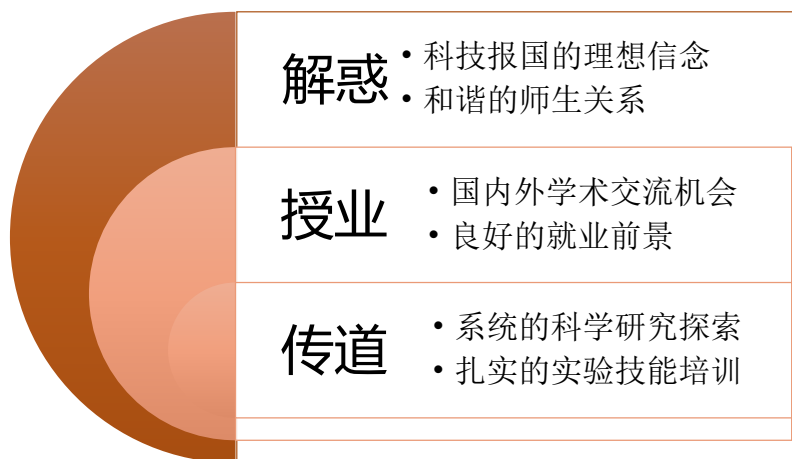 解惑
• 科技报国的理想信念
• 和谐的师生关系
授业
• 国内外学术交流机会
• 良好的就业前景
传道
• 系统的科学研究探索
• 扎实的实验技能培训